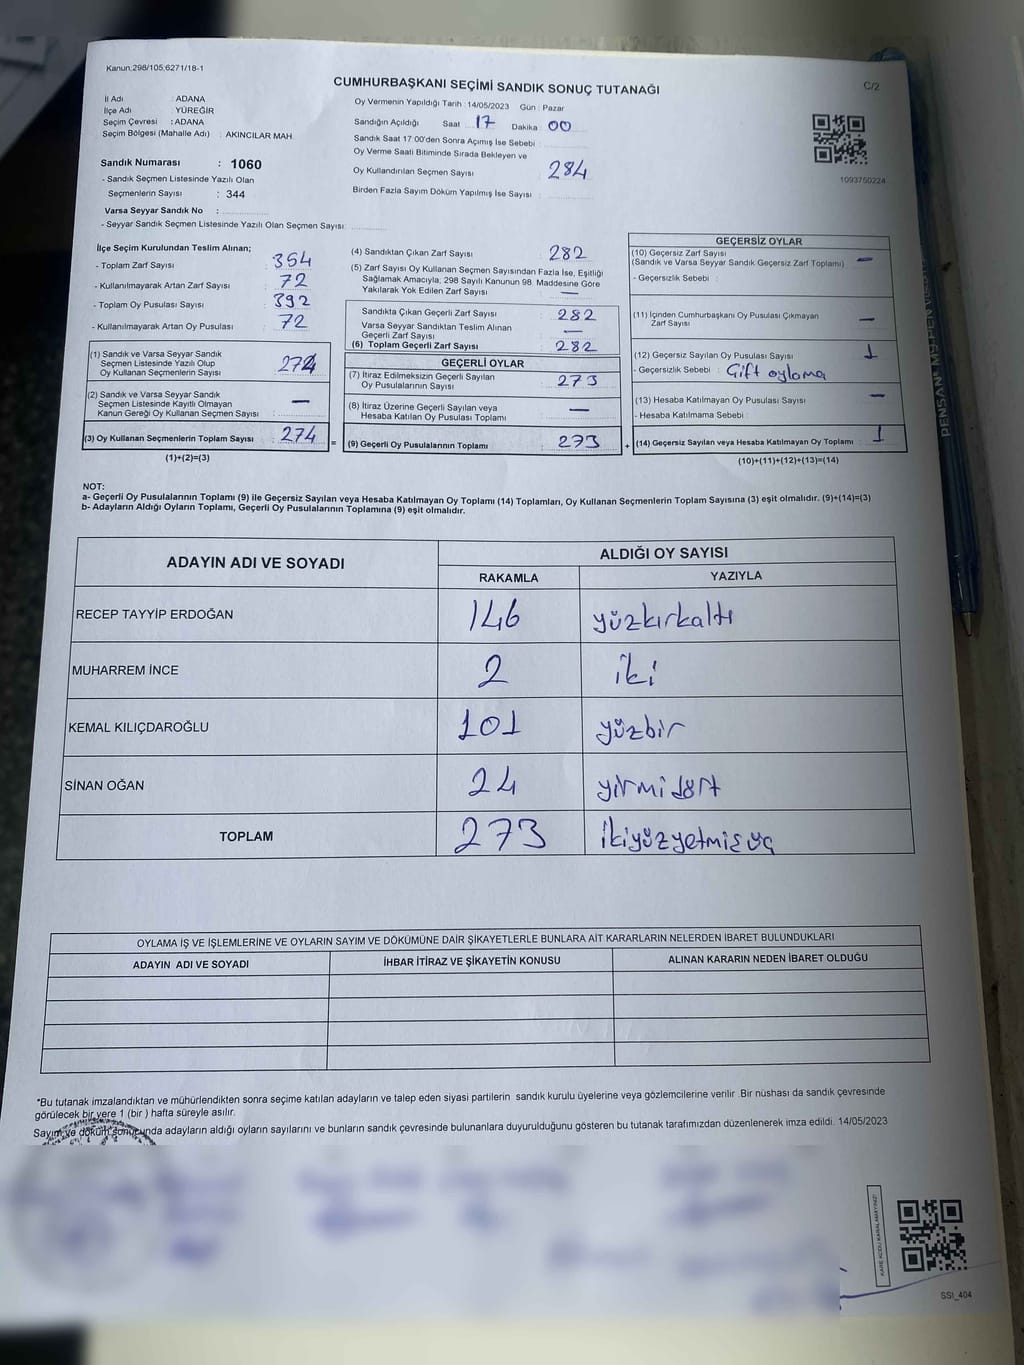 Kanun:298/105;6271/18-1
CUMHURBAŞKANI SEÇİMİ SANDIK SONUÇ TUTANAĞI
C/2
İl Adı : ADANA
İlçe Adı : YÜREĞİR
Seçim Çevresi : ADANA
Seçim Bölgesi (Mahalle Adı) : AKINCILAR MAH.
Sandık Numarası : 1060
- Sandık Seçmen Listesinde Yazılı Olan
Seçmenlerin Sayısı : 344
Varsa Seyyar Sandık No :
- Seyyar Sandık Seçmen Listesinde Yazılı Olan Seçmen Sayısı:
Oy Vermenin Yapıldığı Tarih : 14/05/2023 Gün : Pazar
Sandığın Açıldığı Saat 17 Dakika 00
Sandık Saat 17:00'den Sonra Açımış İse Sebebi :
Oy Verme Saati Bitiminde Sırada Bekleyen ve
Oy Kullandırılan Seçmen Sayısı : 284
Birden Fazla Sayım Döküm Yapılmış İse Sayısı :
1093750224
İlçe Seçim Kurulundan Teslim Alınan;
- Toplam Zarf Sayısı : 354
- Kullanılmayarak Artan Zarf Sayısı : 72
- Toplam Oy Pusulası Sayısı : 392
- Kullanılmayarak Artan Oy Pusulası : 72
(1) Sandık ve Varsa Seyyar Sandık
Seçmen Listesinde Yazılı Olup
Oy Kullanan Seçmenlerin Sayısı : 274
(2) Sandık ve Varsa Seyyar Sandık
Seçmen Listesinde Kayıtlı Olmayan
Kanun Gereği Oy Kullanan Seçmen Sayısı : —
(3) Oy Kullanan Seçmenlerin Toplam Sayısı : 274 =
(1)+(2)=(3)
(4) Sandıktan Çıkan Zarf Sayısı : 282
(5) Zarf Sayısı Oy Kullanan Seçmen Sayısından Fazla İse, Eşitliği
Sağlamak Amacıyla, 298 Sayılı Kanunun 98. Maddesine Göre
Yakılarak Yok Edilen Zarf Sayısı : —
Sandıkta Çıkan Geçerli Zarf Sayısı : 282
Varsa Seyyar Sandıktan Teslim Alınan
Geçerli Zarf Sayısı : —
(6) Toplam Geçerli Zarf Sayısı : 282
GEÇERLİ OYLAR
(7) İtiraz Edilmeksizin Geçerli Sayılan
Oy Pusulalarının Sayısı : 273
(8) İtiraz Üzerine Geçerli Sayılan veya
Hesaba Katılan Oy Pusulası Toplamı : —
(9) Geçerli Oy Pusulalarının Toplamı : 273 +
GEÇERSİZ OYLAR
(10) Geçersiz Zarf Sayısı : —
(Sandık ve Varsa Seyyar Sandık Geçersiz Zarf Toplamı)
- Geçersizlik Sebebi :
(11) İçinden Cumhurbaşkanı Oy Pusulası Çıkmayan
Zarf Sayısı : —
(12) Geçersiz Sayılan Oy Pusulası Sayısı : 1
- Geçersizlik Sebebi : Çift oylama
(13) Hesaba Katılmayan Oy Pusulası Sayısı : —
- Hesaba Katılmama Sebebi :
(14) Geçersiz Sayılan veya Hesaba Katılmayan Oy Toplamı : 1
(10)+(11)+(12)+(13)=(14)
NOT:
a- Geçerli Oy Pusulalarının Toplamı (9) ile Geçersiz Sayılan veya Hesaba Katılmayan Oy Toplamı (14) Toplamları, Oy Kullanan Seçmenlerin Toplam Sayısına (3) eşit olmalıdır. (9)+(14)=(3)
b- Adayların Aldığı Oyların Toplamı, Geçerli Oy Pusulalarının Toplamına (9) eşit olmalıdır.
ADAYIN ADI VE SOYADI
ALDIĞI OY SAYISI
RAKAMLA YAZIYLA
RECEP TAYYİP ERDOĞAN 146 yüzkırkaltı
MUHARREM İNCE 2 iki
KEMAL KILIÇDAROĞLU 101 yüzbir
SİNAN OĞAN 24 yirmidört
TOPLAM 273 ikiyüzyetmişüç
OYLAMA İŞ VE İŞLEMLERİNE VE OYLARIN SAYIM VE DÖKÜMÜNE DAİR ŞİKAYETLERLE BUNLARA AİT KARARLARIN NELERDEN İBARET BULUNDUKLARI
ADAYIN ADI VE SOYADI İHBAR İTİRAZ VE ŞİKAYETİN KONUSU ALINAN KARARIN NEDEN İBARET OLDUĞU
*Bu tutanak imzalandıktan ve mühürlendikten sonra seçime katılan adayların ve talep eden siyasi partilerin sandık kurulu üyelerine veya gözlemcilerine verilir. Bir nüshası da sandık çevresinde
görülecek bir yere 1 (bir ) hafta süreyle asılır.
Sayım ve döküm sonucunda adayların aldığı oyların sayılarını ve bunların sandık çevresinde bulunanlara duyurulduğunu gösteren bu tutanak tarafımızdan düzenlenerek imza edildi. 14/05/2023
KARE KODU KARALAMAYINIZ!
SSI_404
PENSAN MY-PEN